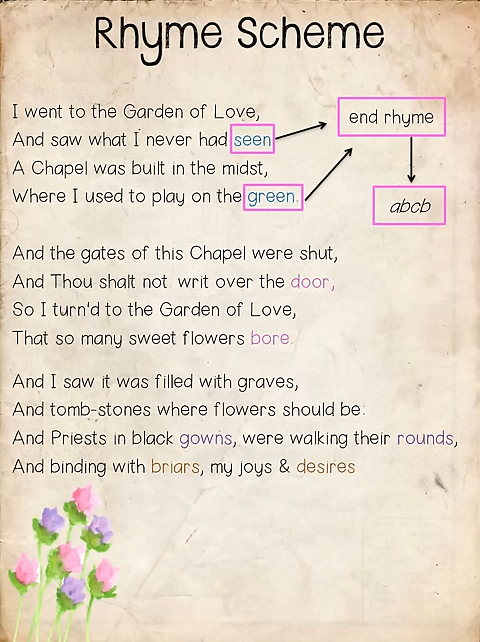 Rhyme Scheme
I went to the Garden of Love,
And saw what I never had seen
A Chapel was built in the midst,
Where I used to play on the green.
end rhyme
abcb
And the gates of this Chapel were shut,
And Thou shalt not. writ over the door;
So I turn'd to the Garden of Love,
That so many sweet flowers bore.
And I saw it was filled with graves,
And tomb-stones where flowers should be:
And Priests in black gowns, were walking their rounds,
And binding with briars, my joys & desires